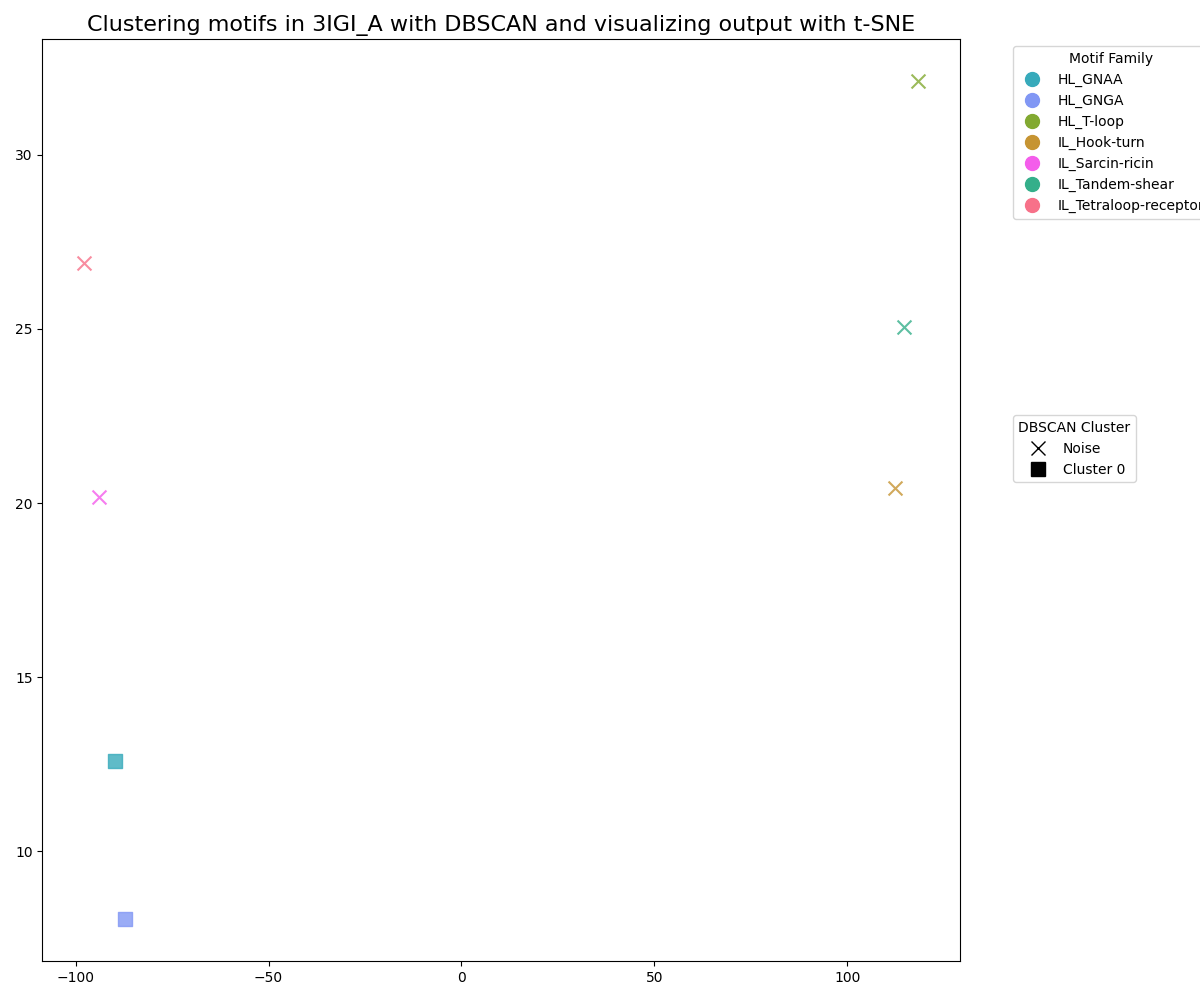 Clustering motifs in 3IGI_A with DBSCAN and visualizing output with t-SNE
Motif Family
HL_GNAA
HL_GNGA
HL_T-loop
IL_Hook-turn
IL_Sarcin-ricin
IL_Tandem-shear
IL_Tetraloop-receptor
DBSCAN Cluster
Noise
Cluster 0
30
25
20
15
10
−100
−50
0
50
100